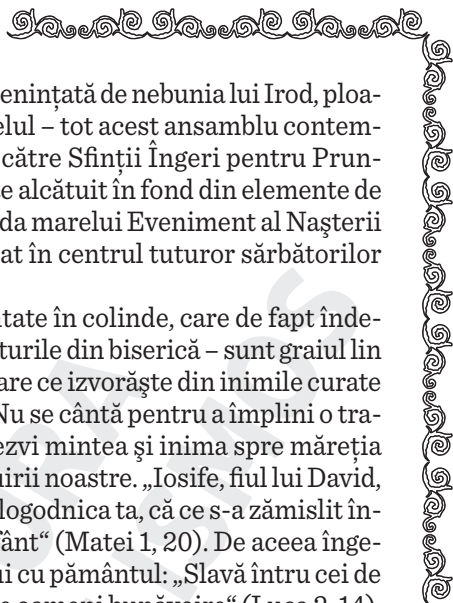 enințată de nebunia lui Irod, ploa-
elul – tot acest ansamblu contem-
către Sfinții Îngeri pentru Prun-
e alcătuit în fond din elemente de
da marelui Eveniment al Nașterii
at în centrul tuturor sărbătorilor
tate în colinde, care de fapt înde-
turile din biserică – sunt graiul lin
are ce izvorăște din inimile curate
Nu se cântă pentru a împlini o tra-
ezvi mintea și inima spre măreția
uirii noastre. „Iosife, fiul lui David,
logodnica ta, că ce s-a zămislit în-
fânt“ (Matei 1, 20). De aceea înge-
ui cu pământul: „Slavă întru cei de